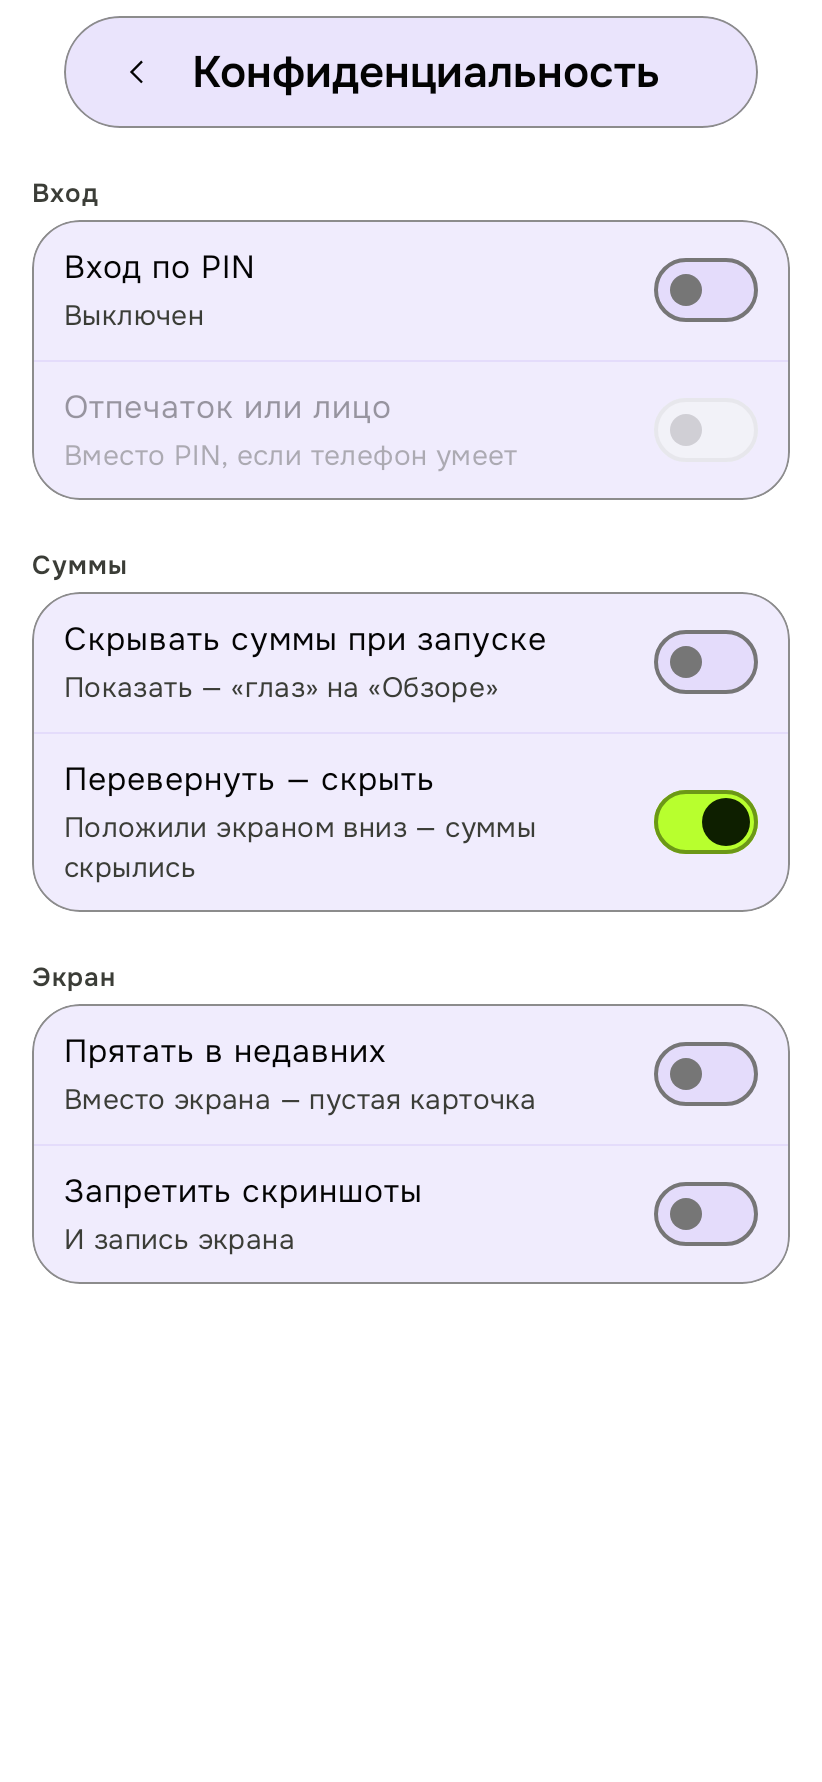 Конфиденциальность
Вход
Вход по PIN
Выключен
Отпечаток или лицо
Вместо PIN, если телефон умеет
Суммы
Скрывать суммы при запуске
Показать — «глаз» на «Обзоре»
Перевернуть — скрыть
Положили экраном вниз — суммы
скрылись
Экран
Прятать в недавних
Вместо экрана — пустая карточка
Запретить скриншоты
И запись экрана